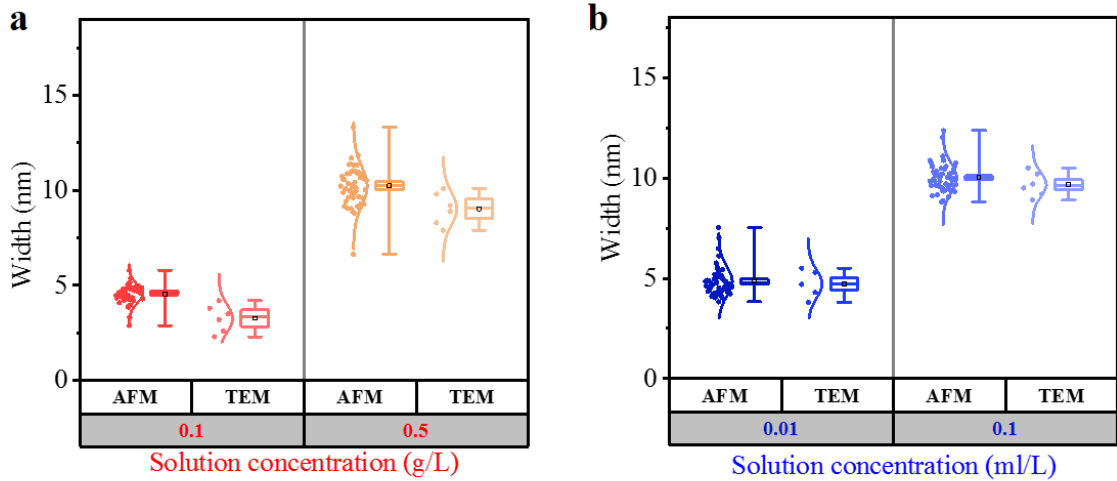 a
Width (nm)
15
10
5
0
AFM TEM AFM TEM
0.1 0.5
Solution concentration (g/L)
b
Width (nm)
15
10
5
0
AFM TEM AFM TEM
0.01 0.1
Solution concentration (ml/L)